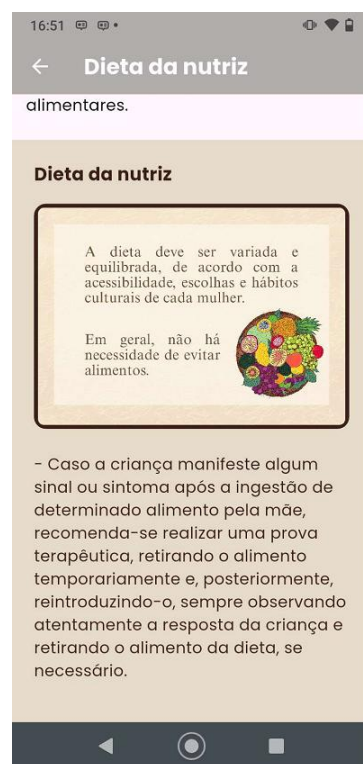 16:51
Dieta da nutriz
alimentares.
Dieta da nutriz
A dieta deve ser variada e
equilibrada, de acordo com a
acessibilidade, escolhas e hábitos
culturais de cada mulher.
Em geral, não há
necessidade de evitar
alimentos.
- Caso a criança manifeste algum
sinal ou sintoma após a ingestão de
determinado alimento pela mãe,
recomenda-se realizar uma prova
terapêutica, retirando o alimento
temporariamente e, posteriormente,
reintroduzindo-o, sempre observando
atentamente a resposta da criança e
retirando o alimento da dieta, se
necessário.